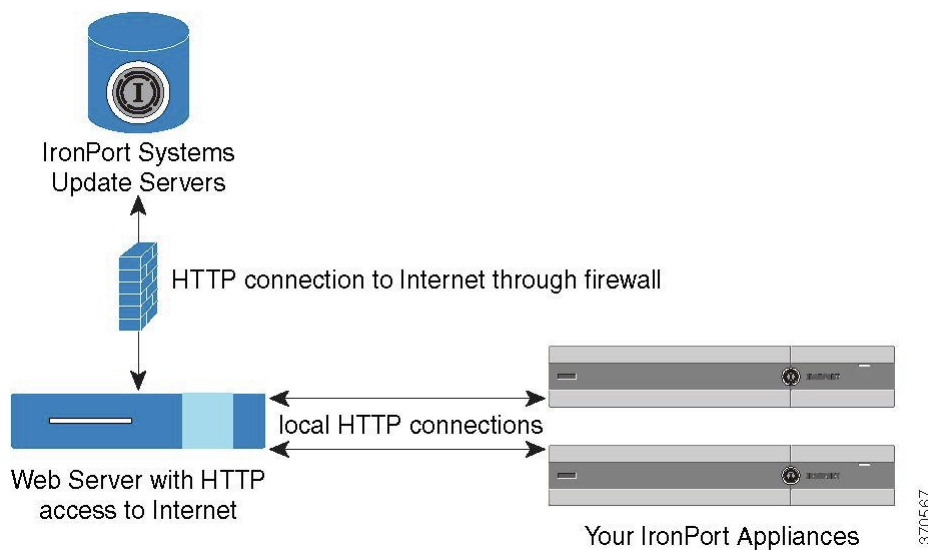 IronPort Systems
Update Servers
HTTP connection to Internet through firewall
local HTTP connections
Web Server with HTTP
access to Internet
Your IronPort Appliances
370567